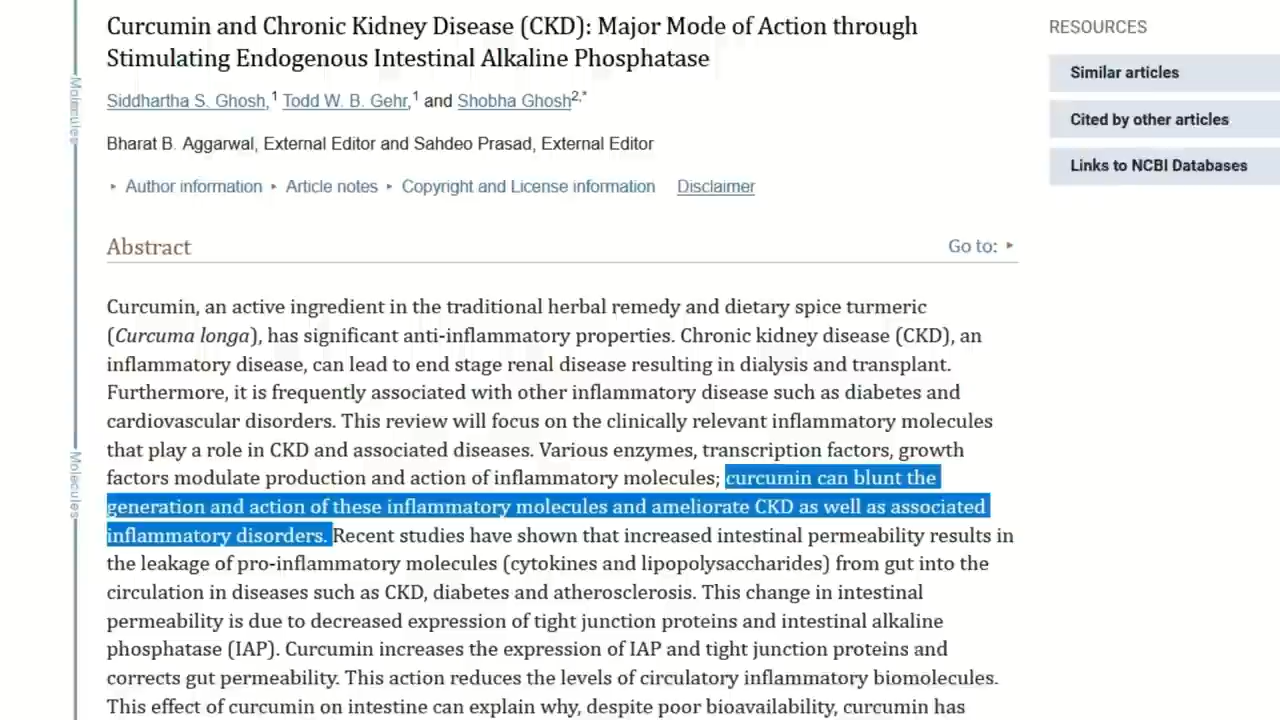 Curcumin and Chronic Kidney Disease (CKD): Major Mode of Action through
Stimulating Endogenous Intestinal Alkaline Phosphatase
Siddhartha S. Ghosh,1 Todd W. B. Gehr,1 and Shobha Ghosh2,*
Bharat B. Aggarwal, External Editor and Sahdeo Prasad, External Editor
Author information Article notes Copyright and License information Disclaimer
Abstract
Go to:
Curcumin, an active ingredient in the traditional herbal remedy and dietary spice turmeric
(Curcuma longa), has significant anti-inflammatory properties. Chronic kidney disease (CKD), an
inflammatory disease, can lead to end stage renal disease resulting in dialysis and transplant.
Furthermore, it is frequently associated with other inflammatory disease such as diabetes and
cardiovascular disorders. This review will focus on the clinically relevant inflammatory molecules
that play a role in CKD and associated diseases. Various enzymes, transcription factors, growth
factors modulate production and action of inflammatory molecules; curcumin can blunt the
generation and action of these inflammatory molecules and ameliorate CKD as well as associated
inflammatory disorders. Recent studies have shown that increased intestinal permeability results in
the leakage of pro-inflammatory molecules (cytokines and lipopolysaccharides) from gut into the
circulation in diseases such as CKD, diabetes and atherosclerosis. This change in intestinal
permeability is due to decreased expression of tight junction proteins and intestinal alkaline
phosphatase (IAP). Curcumin increases the expression of IAP and tight junction proteins and
corrects gut permeability. This action reduces the levels of circulatory inflammatory biomolecules.
This effect of curcumin on intestine can explain why, despite poor bioavailability, curcumin has
Molecules
Molecules
RESOURCES
Similar articles
Cited by other articles
Links to NCBI Databases